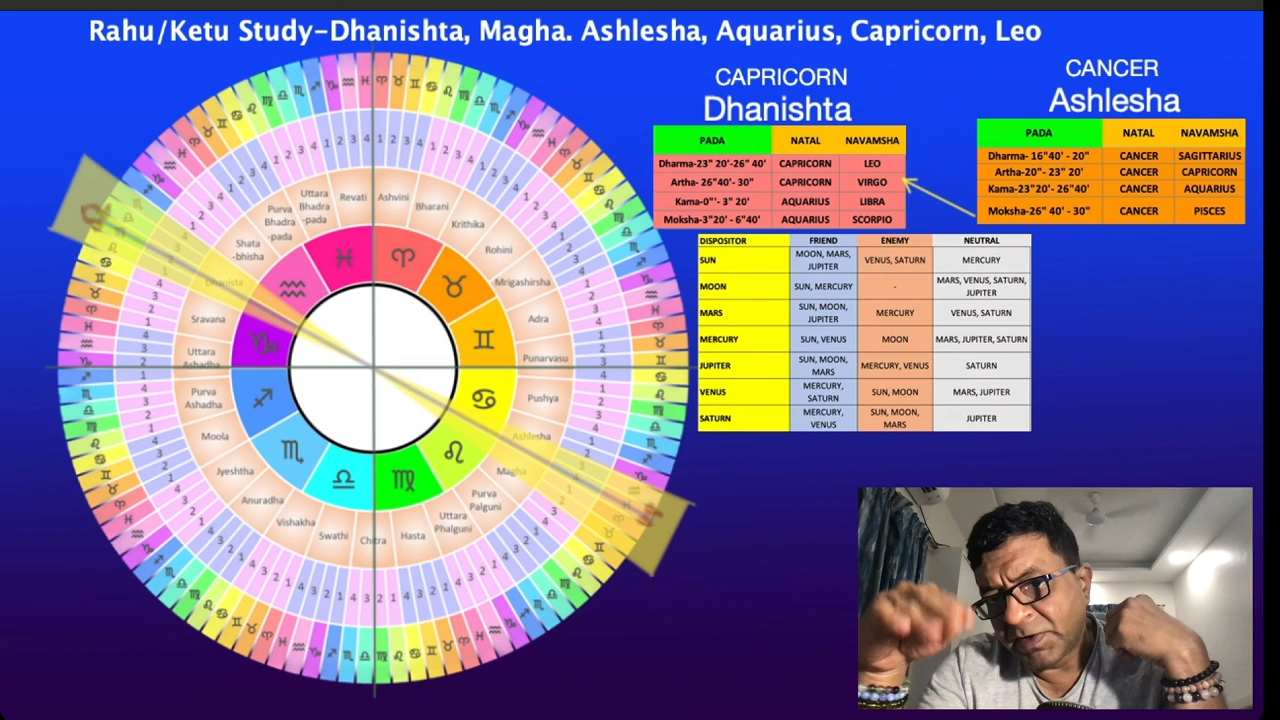 Rahu/Ketu Study-Dhanishta, Magha. Ashlesha, Aquarius, Capricorn, Leo
CAPRICORN
Dhanishta
PADA NATAL NAVAMSHA
Dharma-23" 20'-26" 40' CAPRICORN LEO
Artha- 26"40'- 30" CAPRICORN VIRGO
Kama-0"'- 3" 20' AQUARIUS LIBRA
Moksha-3"20' - 6"40' AQUARIUS SCORPIO
CANCER
Ashlesha
PADA NATAL NAVAMSHA
Dharma- 16"40' - 20" CANCER SAGITTARIUS
Artha-20"- 23" 20' CANCER CAPRICORN
Kama-23"20' - 26"40' CANCER AQUARIUS
Moksha-26" 40' - 30" CANCER PISCES
DISPOSITOR FRIEND ENEMY NEUTRAL
SUN MOON, MARS, JUPITER VENUS, SATURN MERCURY
MOON SUN, MERCURY - MARS, VENUS, SATURN, JUPITER
MARS SUN, MOON, JUPITER MERCURY VENUS, SATURN
MERCURY SUN, VENUS MOON MARS, JUPITER, SATURN
JUPITER SUN, MOON, MARS MERCURY, VENUS SATURN
VENUS MERCURY, SATURN SUN, MOON MARS, JUPITER
SATURN MERCURY, VENUS SUN, MOON, MARS JUPITER
Ashvini
Bharani
Krithika
Rohini
Mrigashirsha
Adra
Punarvasu
Pushya
Ashlesha
Magha
Purva Palguni
Uttara Phalguni
Hasta
Chitra
Swathi
Vishakha
Anuradha
Jyeshtha
Moola
Purva Ashadha
Uttara Ashadha
Sravana
Dhanista
Shata -bhisha
Purva Bhadra -pada
Uttara Bhadra -pada
Revati